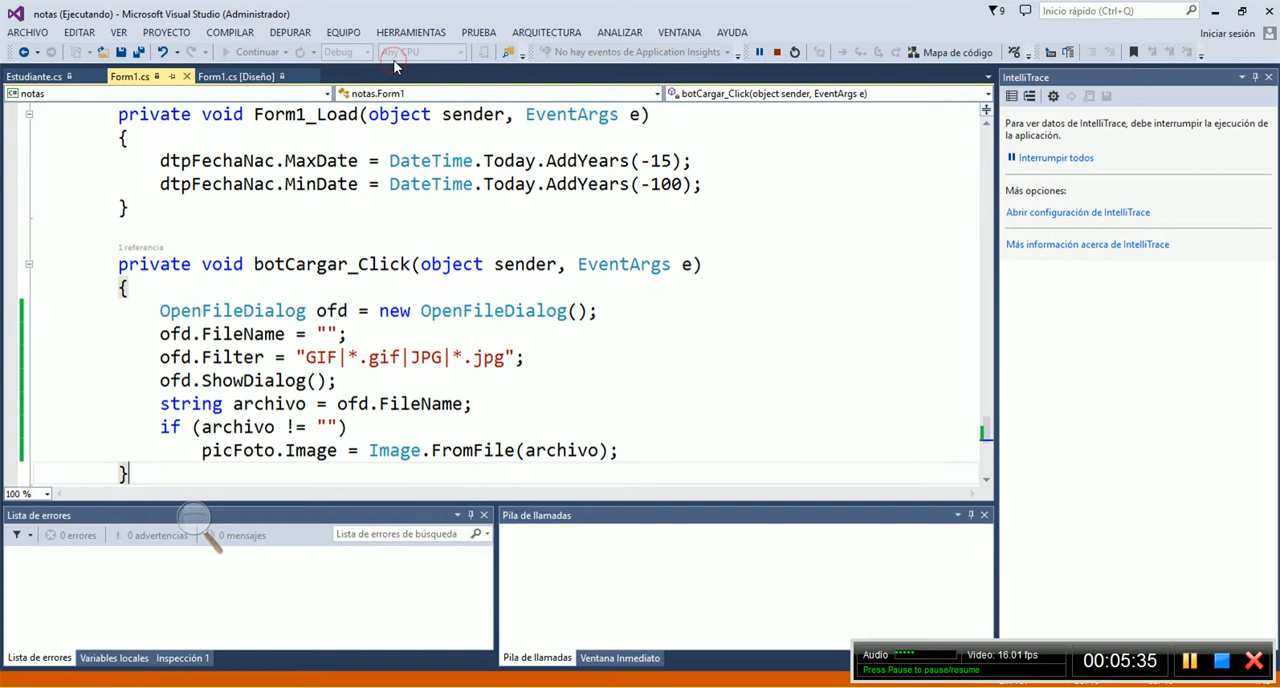 notas (Ejecutando) - Microsoft Visual Studio (Administrador)
9
Inicio rápido (Ctrl+Q)
ARCHIVO EDITAR VER PROYECTO COMPILAR DEPURAR EQUIPO HERRAMIENTAS PRUEBA ARQUITECTURA ANALIZAR VENTANA AYUDA
Iniciar sesión
Continuar Debug Any CPU No hay eventos de Application Insights Mapa de código
Estudiante.cs Form1.cs Form1.cs [Diseño]
IntelliTrace
notas notas.Form1 botCargar_Click(object sender, EventArgs e)
private void Form1_Load(object sender, EventArgs e)
{
dtpFechaNac.MaxDate = DateTime.Today.AddYears(-15);
dtpFechaNac.MinDate = DateTime.Today.AddYears(-100);
}
1 referencia
private void botCargar_Click(object sender, EventArgs e)
{
OpenFileDialog ofd = new OpenFileDialog();
ofd.FileName = "";
ofd.Filter = "GIF|*.gif|JPG|*.jpg";
ofd.ShowDialog();
string archivo = ofd.FileName;
if (archivo != "")
picFoto.Image = Image.FromFile(archivo);
}
100 %
Para ver datos de IntelliTrace, debe interrumpir la ejecución de
la aplicación.
Interrumpir todos
Más opciones:
Abrir configuración de IntelliTrace
Más información acerca de IntelliTrace
Lista de errores
0 errores 0 advertencias 0 mensajes Lista de errores de búsqueda
Lista de errores Variables locales Inspección 1
Pila de llamadas
Pila de llamadas Ventana Inmediato
Audio Video: 16.01 fps
Press Pause to pause/resume
00:05:35